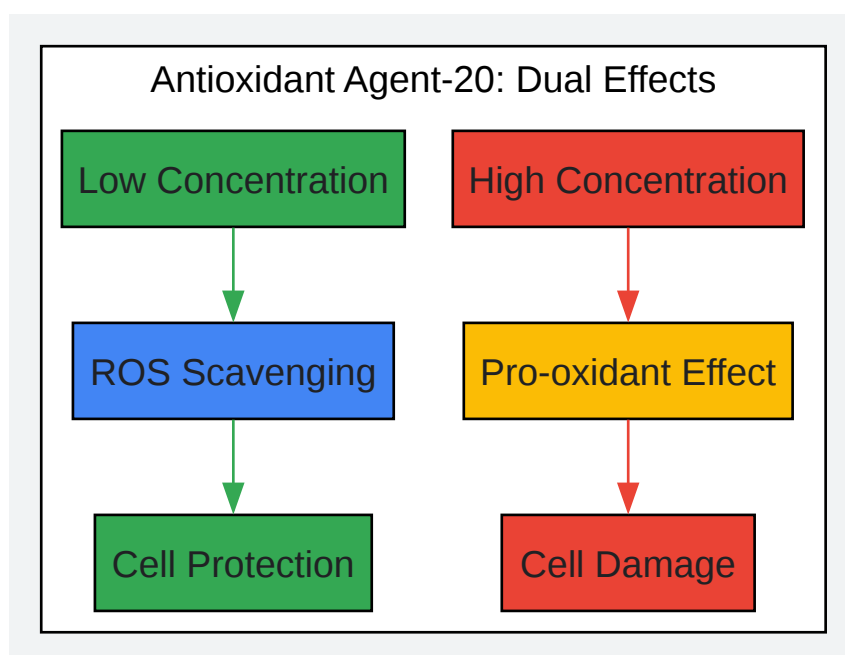 Antioxidant Agent-20: Dual Effects
Low Concentration
High Concentration
ROS Scavenging
Pro-oxidant Effect
Cell Protection
Cell Damage